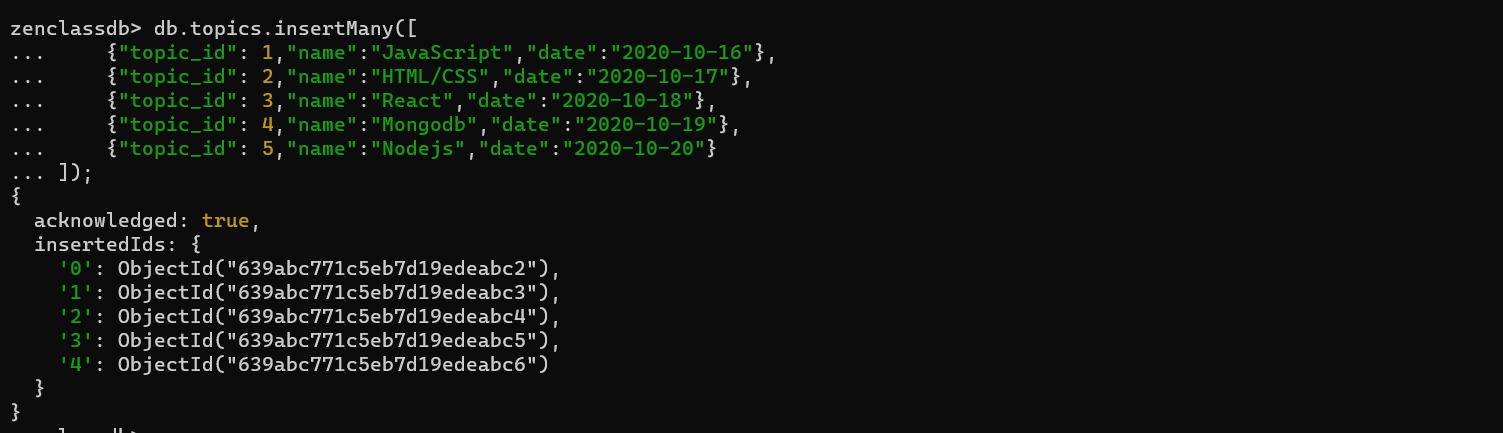 zenclassdb> db.topics.insertMany([
...     {"topic_id": 1,"name":"JavaScript","date":"2020-10-16"},
...     {"topic_id": 2,"name":"HTML/CSS","date":"2020-10-17"},
...     {"topic_id": 3,"name":"React","date":"2020-10-18"},
...     {"topic_id": 4,"name":"Mongodb","date":"2020-10-19"},
...     {"topic_id": 5,"name":"Nodejs","date":"2020-10-20"}
... ]);
{
  acknowledged: true,
  insertedIds: {
    '0': ObjectId("639abc771c5eb7d19edeabc2"),
    '1': ObjectId("639abc771c5eb7d19edeabc3"),
    '2': ObjectId("639abc771c5eb7d19edeabc4"),
    '3': ObjectId("639abc771c5eb7d19edeabc5"),
    '4': ObjectId("639abc771c5eb7d19edeabc6")
  }
}